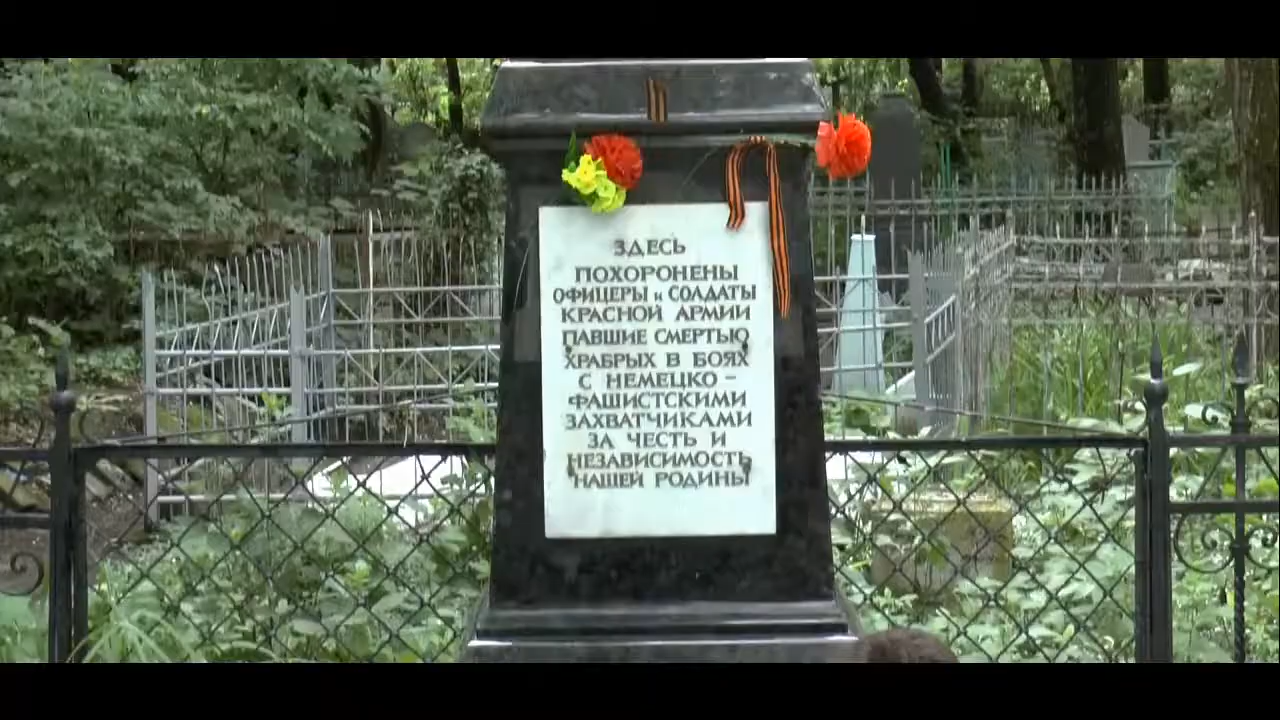 ЗДЕСЬ
ПОХОРОНЕНЫ
ОФИЦЕРЫ и СОЛДАТЫ
КРАСНОЙ АРМИИ
ПАВШИЕ СМЕРТЬЮ
ХРАБРЫХ В БОЯХ
С НЕМЕЦКО –
ФАШИСТСКИМИ
ЗАХВАТЧИКАМИ
ЗА ЧЕСТЬ И
НЕЗАВИСИМОСТЬ
НАШЕЙ РОДИНЫ